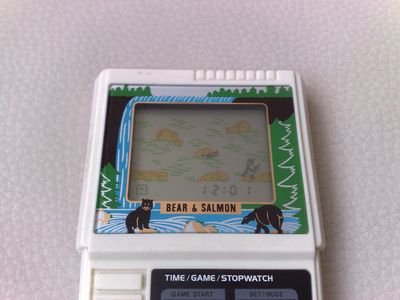 12:01
BEAR & SALMON
TIME/GAME/STOPWATCH
GAME START SET/MODE